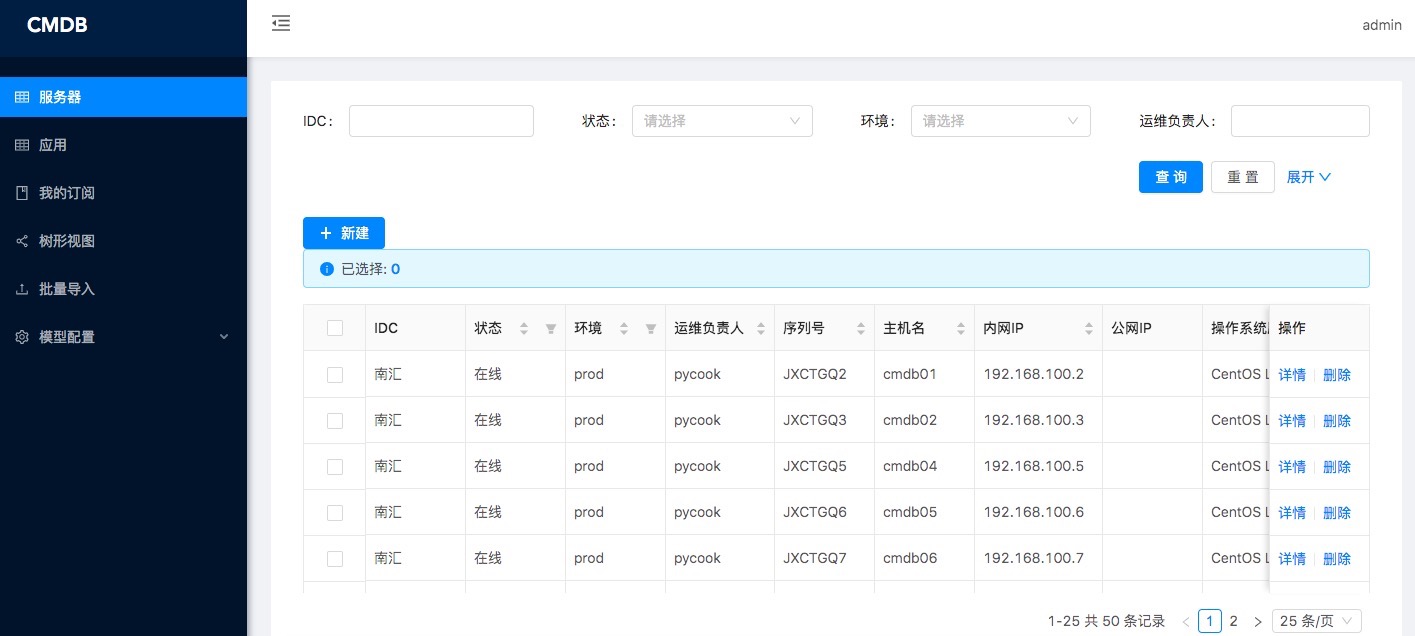 CMDB
admin
服务器
应用
我的订阅
树形视图
批量导入
模型配置
IDC: 状态: 请选择 环境: 请选择 运维负责人:
查 询 重 置 展开
+ 新建
已选择: 0
IDC 状态 环境 运维负责人 序列号 主机名 内网IP 公网IP 操作系统 操作
南汇 在线 prod pycook JXCTGQ2 cmdb01 192.168.100.2 CentOS L 详情 删除
南汇 在线 prod pycook JXCTGQ3 cmdb02 192.168.100.3 CentOS L 详情 删除
南汇 在线 prod pycook JXCTGQ5 cmdb04 192.168.100.5 CentOS L 详情 删除
南汇 在线 prod pycook JXCTGQ6 cmdb05 192.168.100.6 CentOS L 详情 删除
南汇 在线 prod pycook JXCTGQ7 cmdb06 192.168.100.7 CentOS L 详情 删除
1-25 共 50 条记录 < 1 2 > 25 条/页